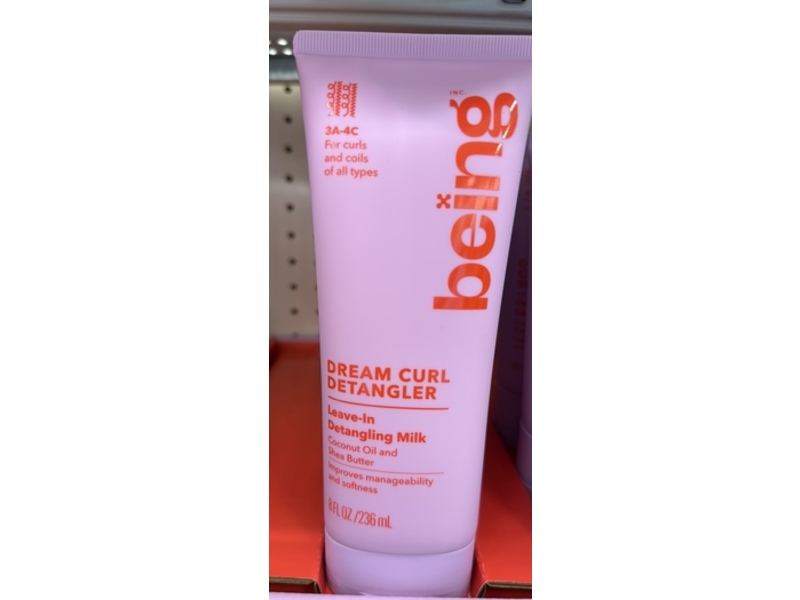 INC.
being
3A-4C
For curls
and coils
of all types
DREAM CURL
DETANGLER
Leave-In
Detangling Milk
Coconut Oil and
Shea Butter
Improves manageability
and softness
8 FL OZ / 236 mL